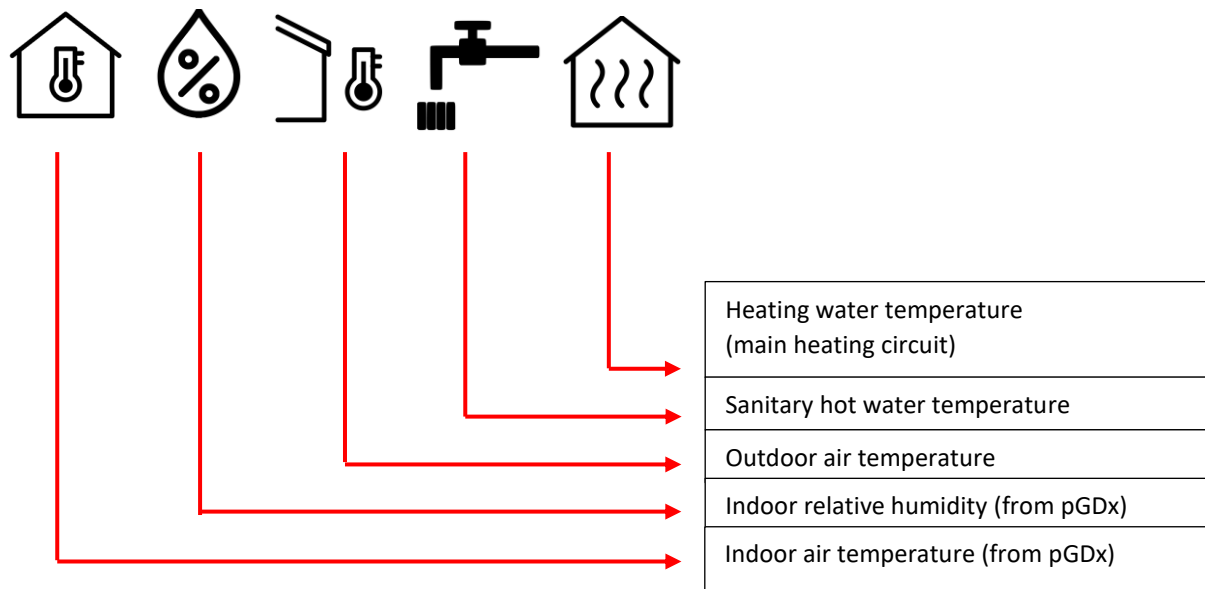 Heating water temperature
(main heating circuit)
Sanitary hot water temperature
Outdoor air temperature
Indoor relative humidity (from pGDx)
Indoor air temperature (from pGDx)